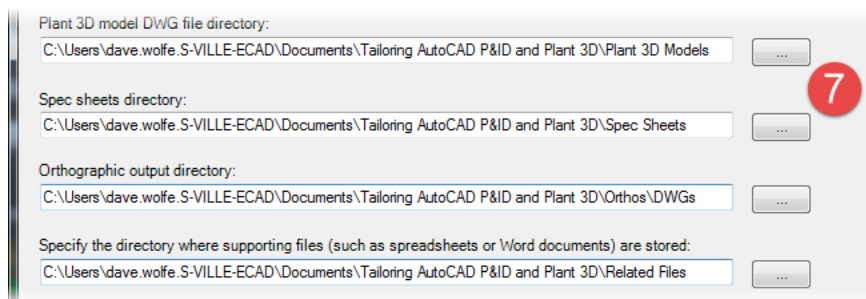 Plant 3D model DWG file directory:
C:\Users\dave.wolfe.S-VILLE-ECAD\Documents\Tailoring AutoCAD P&ID and Plant 3D\Plant 3D Models
...
7
Spec sheets directory:
C:\Users\dave.wolfe.S-VILLE-ECAD\Documents\Tailoring AutoCAD P&ID and Plant 3D\Spec Sheets
...
Orthographic output directory:
C:\Users\dave.wolfe.S-VILLE-ECAD\Documents\Tailoring AutoCAD P&ID and Plant 3D\Orthos\DWGs
...
Specify the directory where supporting files (such as spreadsheets or Word documents) are stored:
C:\Users\dave.wolfe.S-VILLE-ECAD\Documents\Tailoring AutoCAD P&ID and Plant 3D\Related Files
...